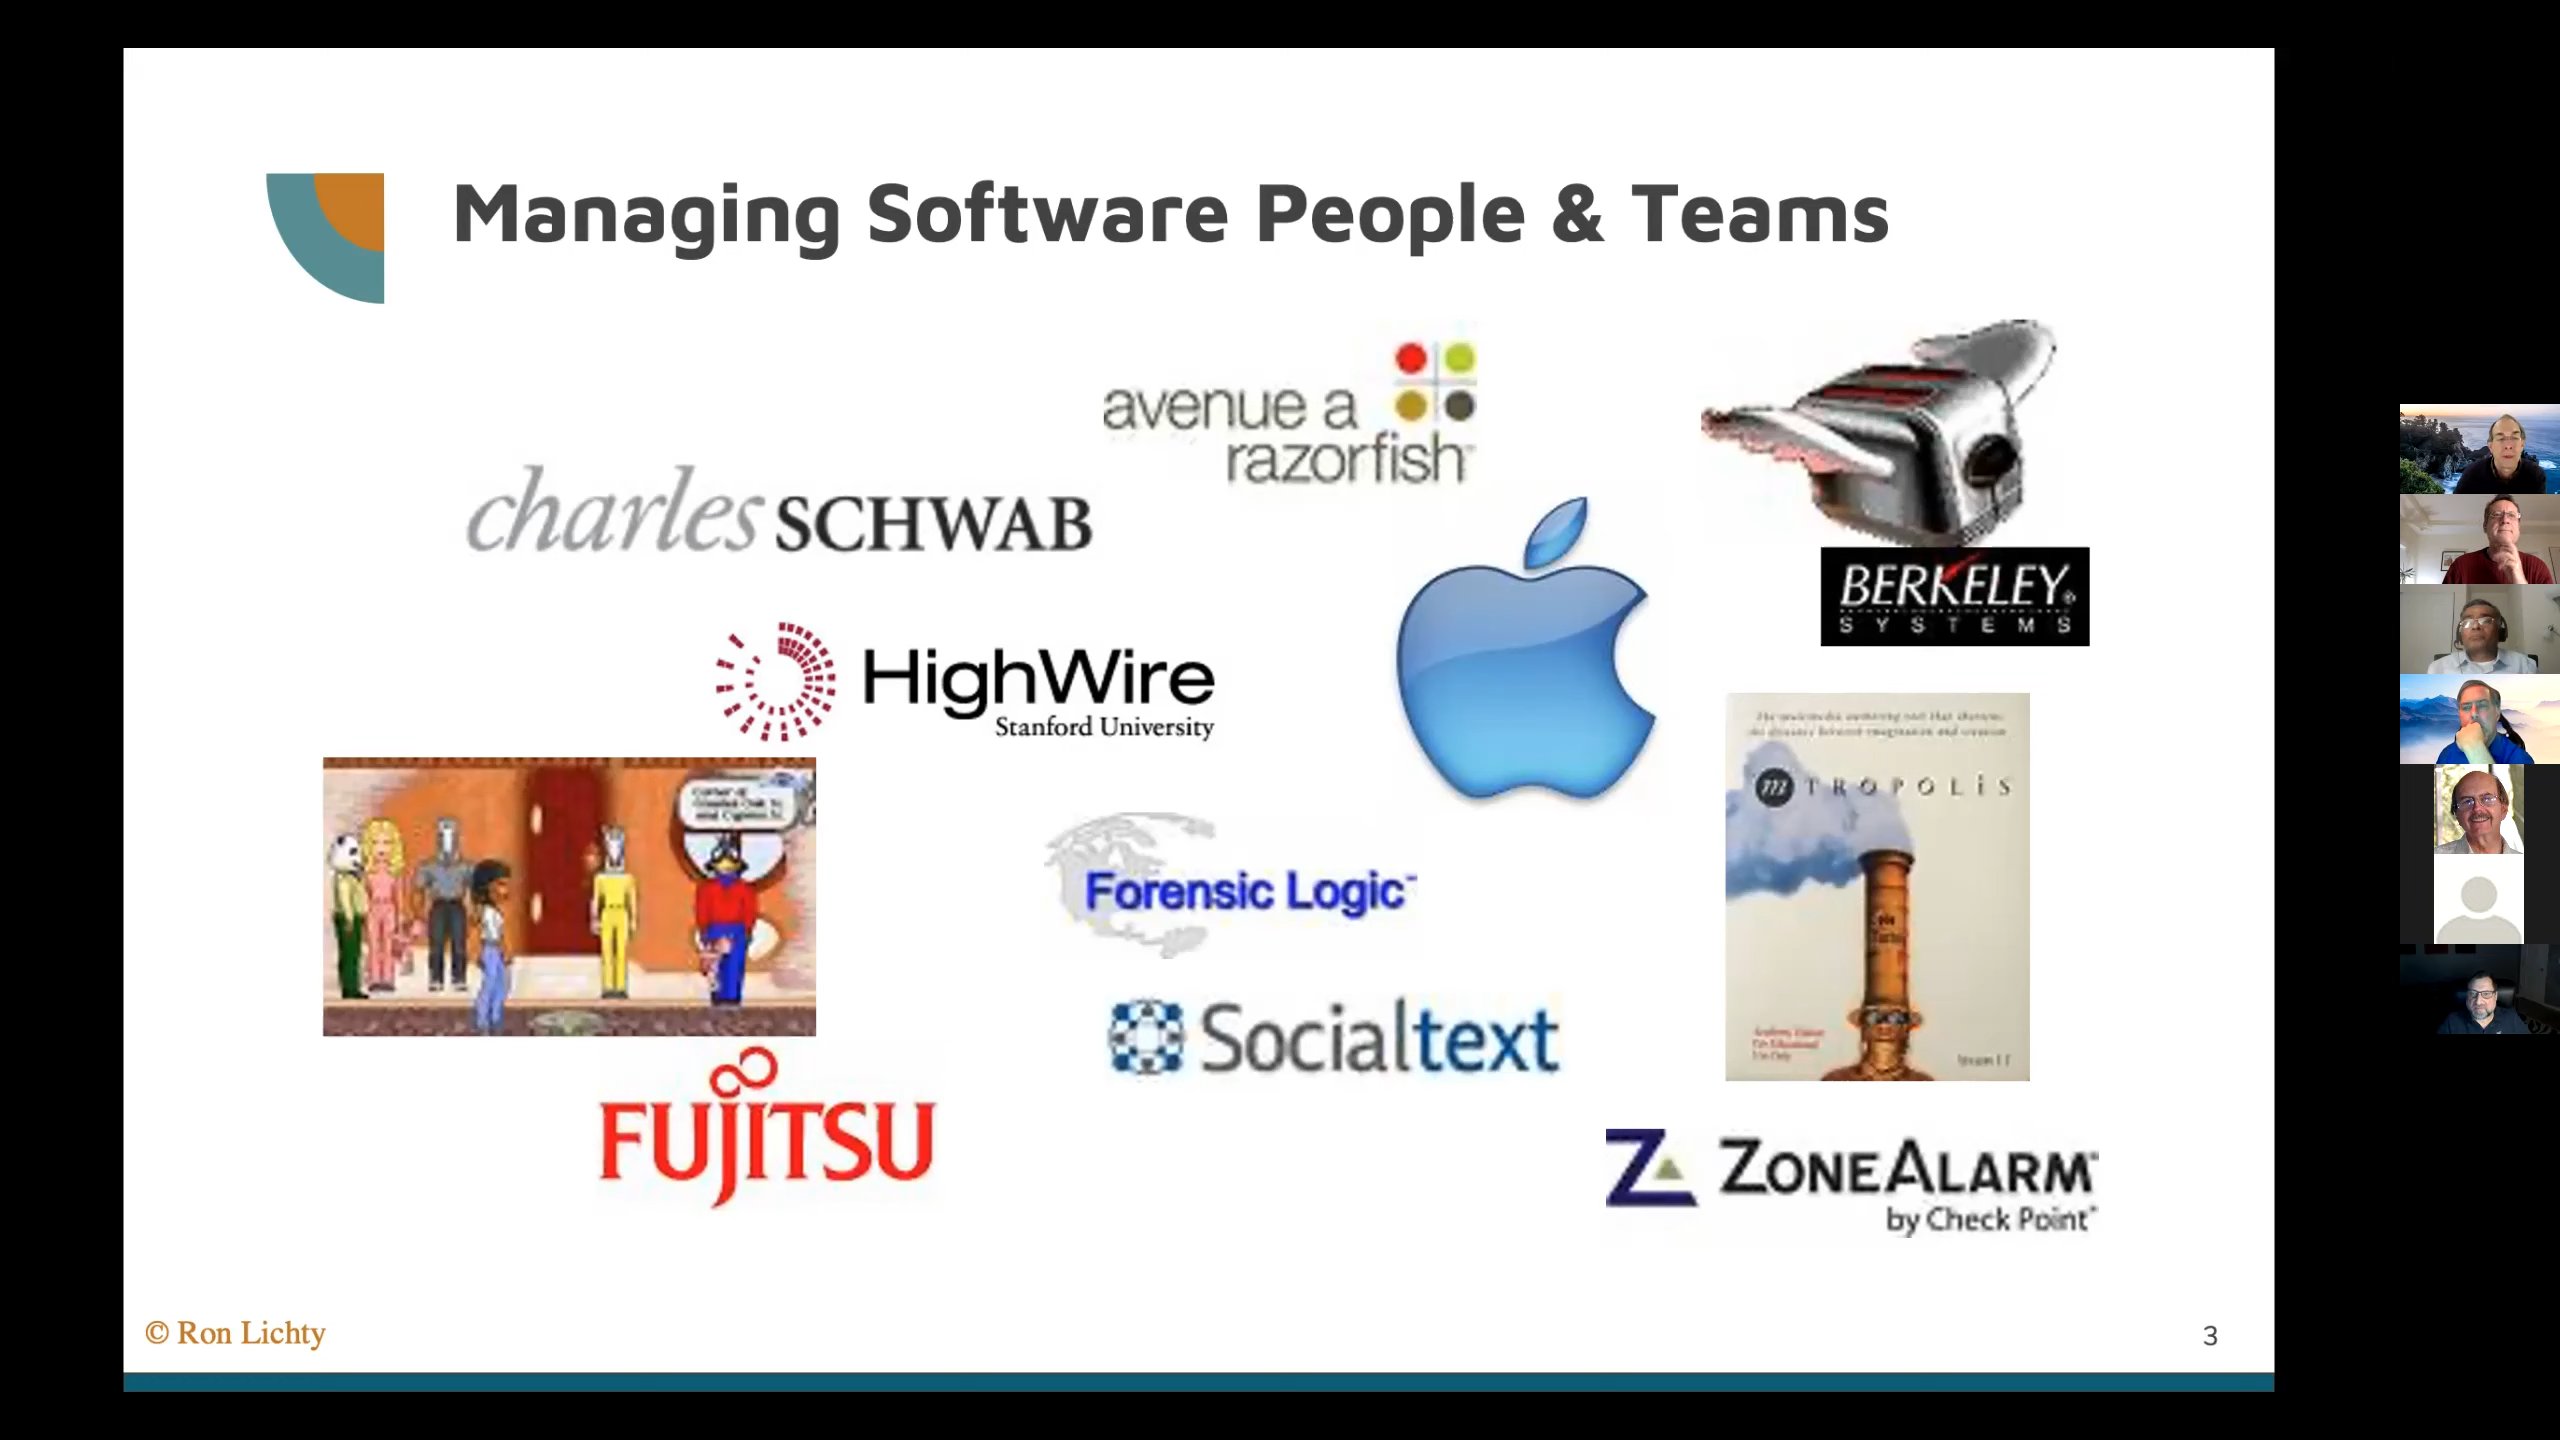 Managing Software People & Teams
avenue a
razorfish
charles SCHWAB
BERKELEY®
SYSTEMS
HighWire
Stanford University
mTROPOLiS
Forensic Logic™
Socialtext
FUJITSU
ZONEALARM
by Check Point
© Ron Lichty
3